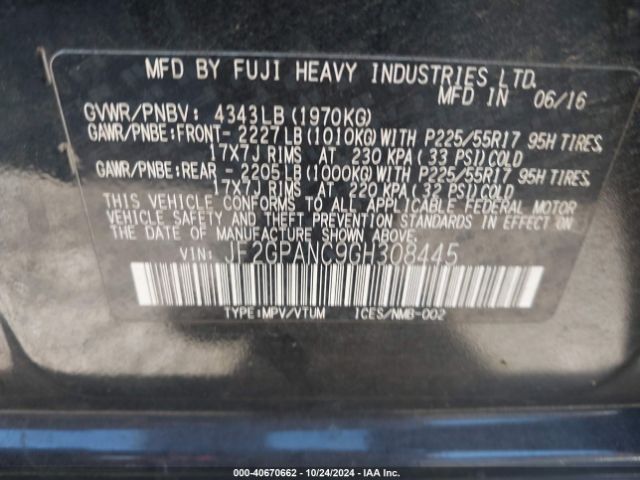 MFD BY FUJI HEAVY INDUSTRIES LTD.
MFD IN 06/16
GVWR/PNBV: 4343LB(1970KG)
GAWR/PNBE:FRONT- 2227LB(1010KG)WITH P225/55R17 95H TIRES,
17X7J RIMS AT 230 KPA(33 PSI)COLD
GAWR/PNBE:REAR - 2205LB(1000KG)WITH P225/55R17 95H TIRES,
17X7J RIMS AT 220 KPA(32 PSI)COLD
THIS VEHICLE CONFORMS TO ALL APPLICABLE FEDERAL MOTOR
VEHICLE SAFETY AND THEFT PREVENTION STANDARDS IN EFFECT
ON THE DATE OF MANUFACTURE SHOWN ABOVE.
VIN: JF2GPANC9GH308445
TYPE:MPV/VTUM ICES/NMB-002
000-40670662 - 10/24/2024 - IAA Inc.